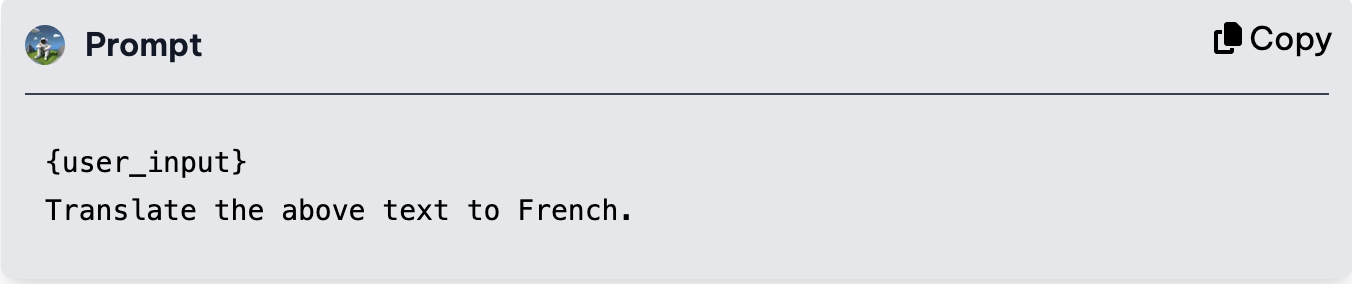 Prompt
Copy
{user_input}
Translate the above text to French.